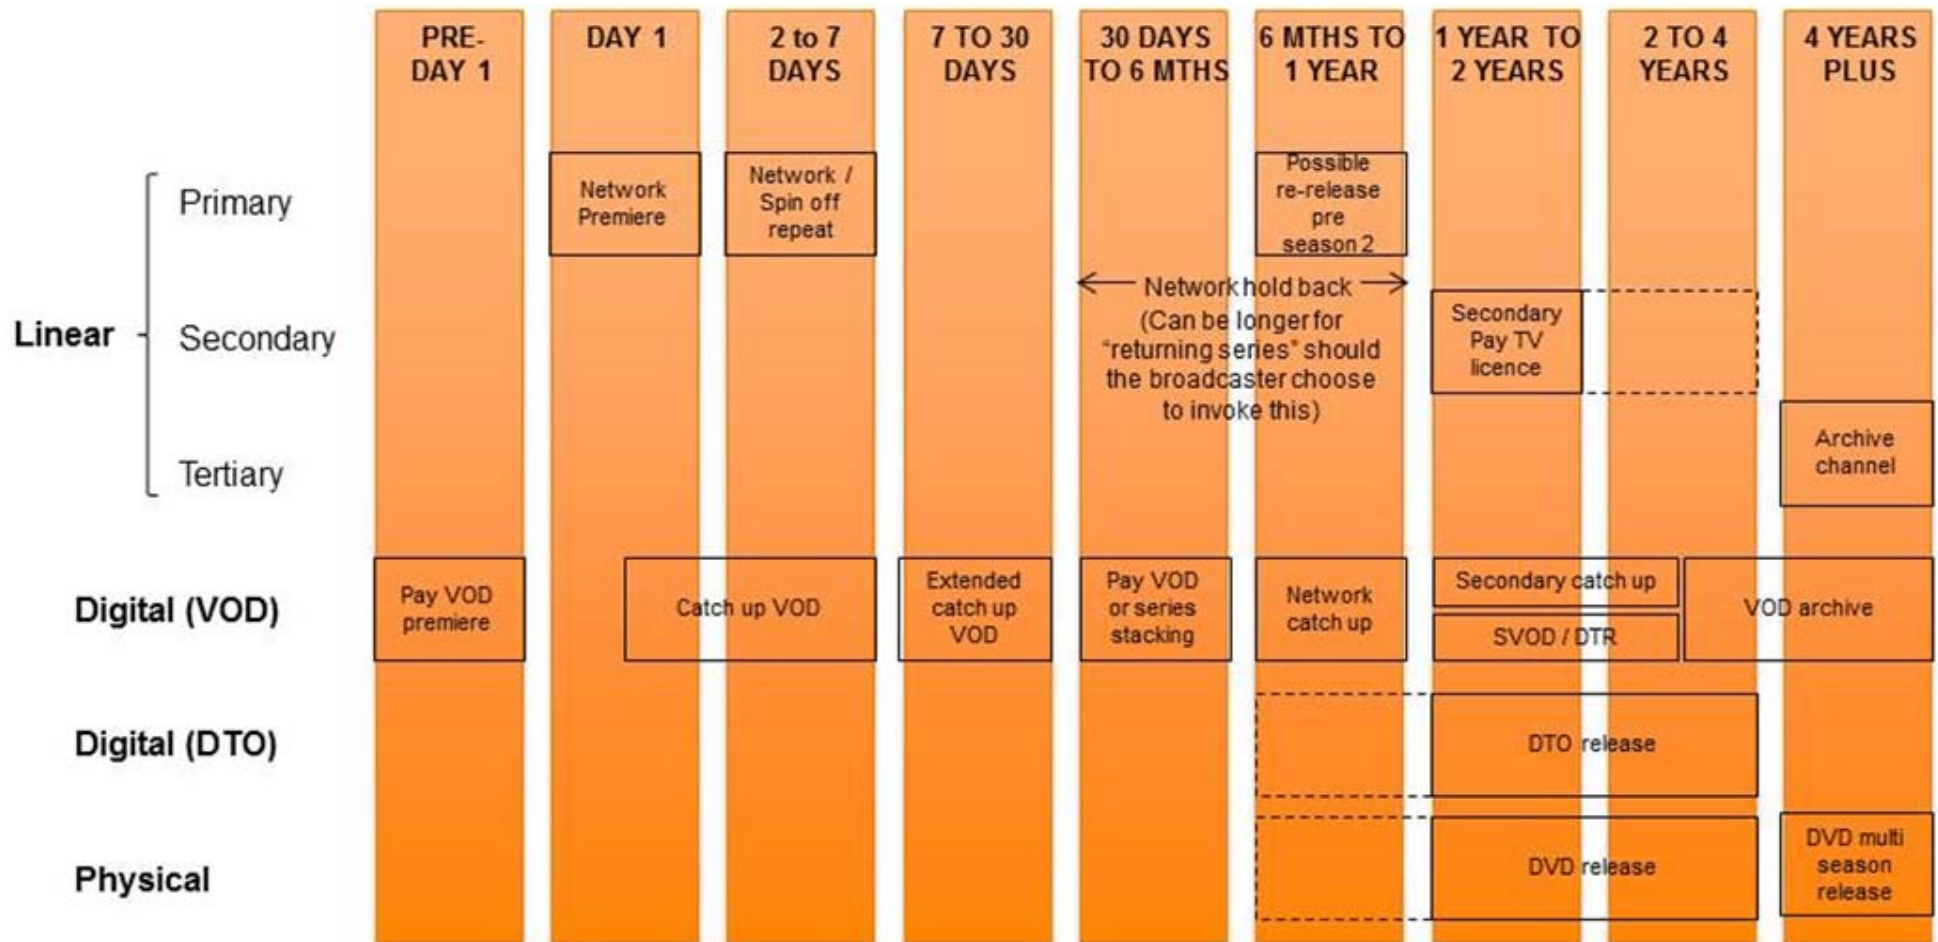 PRE-
DAY 1
DAY 1
2 to 7
DAYS
7 TO 30
DAYS
30 DAYS
TO 6 MTHS
6 MTHS TO
1 YEAR
1 YEAR TO
2 YEARS
2 TO 4
YEARS
4 YEARS
PLUS
Linear
Primary
Network
Premiere
Network /
Spin off
repeat
Possible
re-release
pre
season 2
Network hold back
(Can be longer for
"returning series" should
the broadcaster choose
to invoke this)
Secondary
Secondary
Pay TV
licence
Tertiary
Archive
channel
Digital (VOD)
Pay VOD
premiere
Catch up VOD
Extended
catch up
VOD
Pay VOD
or series
stacking
Network
catch up
Secondary catch up
SVOD / DTR
VOD archive
Digital (DTO)
DTO release
Physical
DVD release
DVD multi
season
release